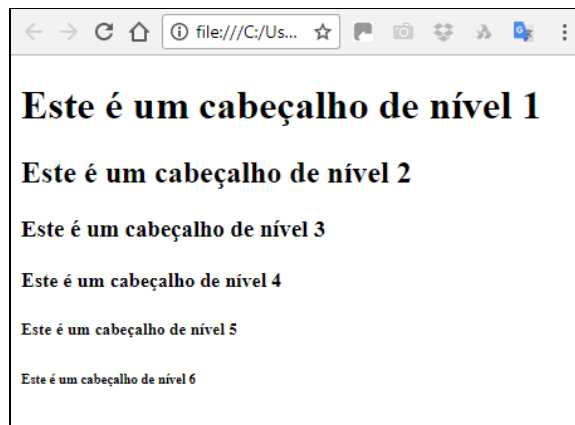 file:///C:/Us...
Este é um cabeçalho de nível 1
Este é um cabeçalho de nível 2
Este é um cabeçalho de nível 3
Este é um cabeçalho de nível 4
Este é um cabeçalho de nível 5
Este é um cabeçalho de nível 6